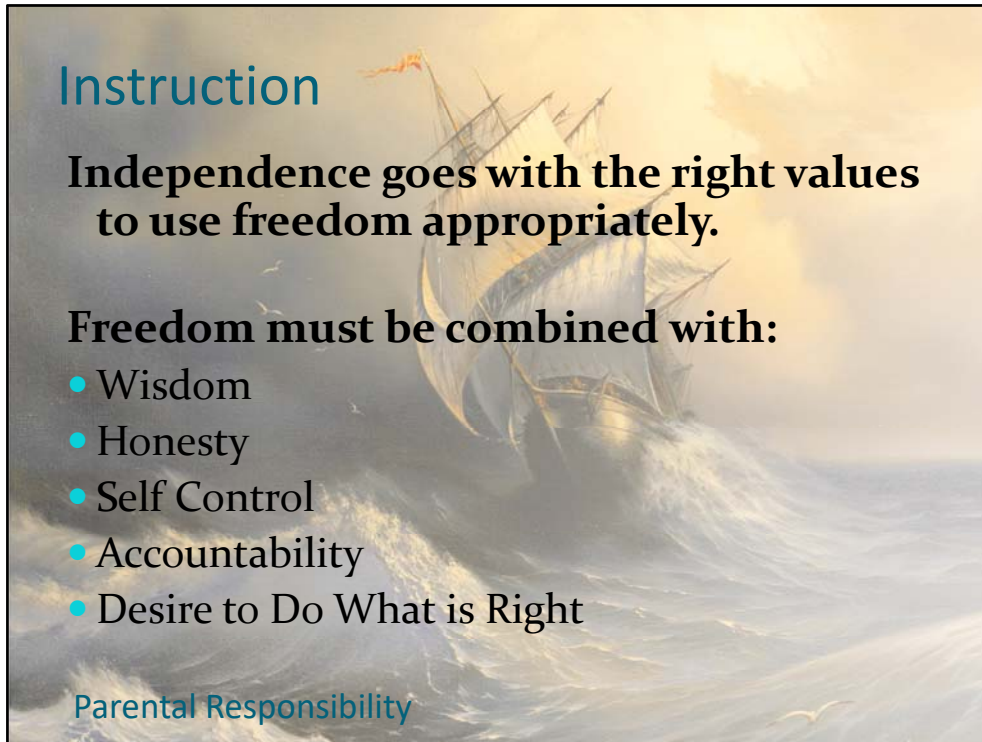 Instruction
Independence goes with the right values
to use freedom appropriately.
Freedom must be combined with:
• Wisdom
• Honesty
• Self Control
• Accountability
• Desire to Do What is Right
Parental Responsibility